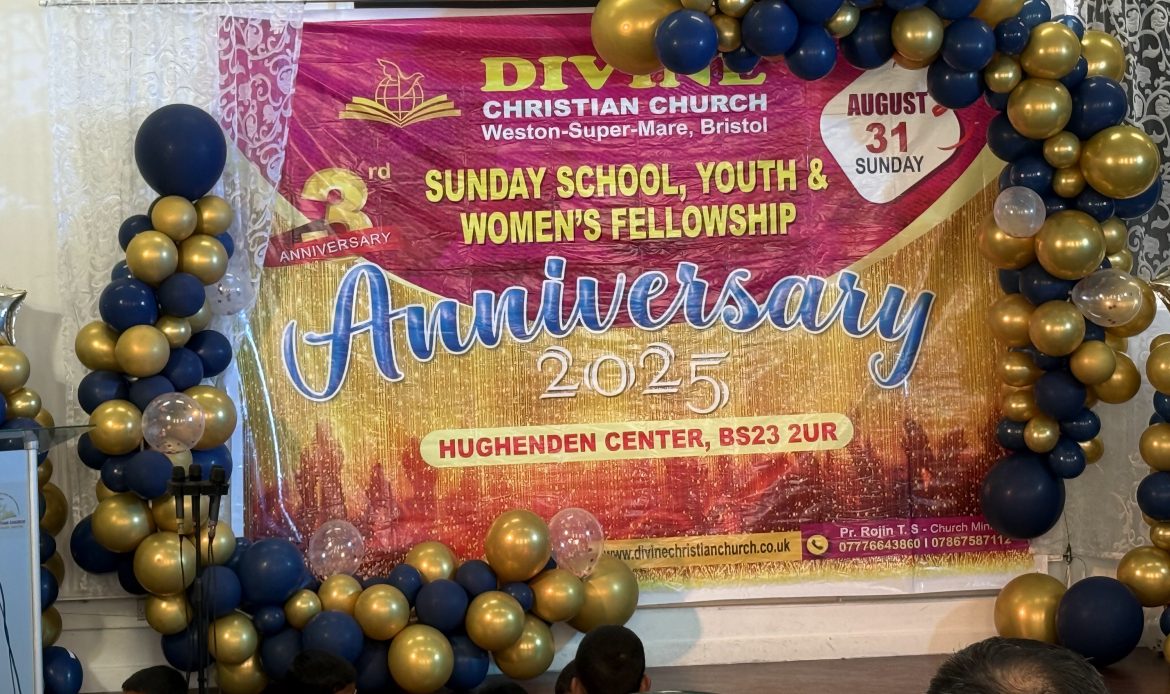 DIVINE
CHRISTIAN CHURCH
Weston-Super-Mare, Bristol
AUGUST
31
SUNDAY
3rd
ANNIVERSARY
SUNDAY SCHOOL, YOUTH &
WOMEN'S FELLOWSHIP
Anniversary
2025
HUGHENDEN CENTER, BS23 2UR
www.divinechristianchurch.co.uk
Pr. Rojin T. S - Church
07776643860 I 07867587112